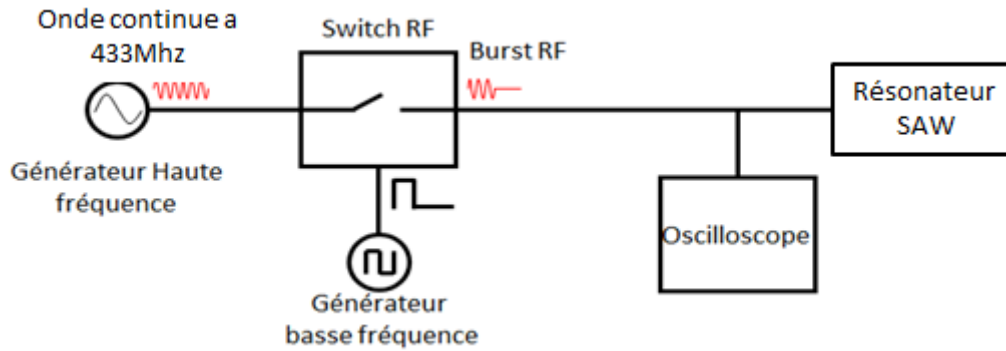 Onde continue a
433Mhz
Switch RF
Burst RF
Résonateur
SAW
Générateur Haute
fréquence
Oscilloscope
Générateur
basse fréquence